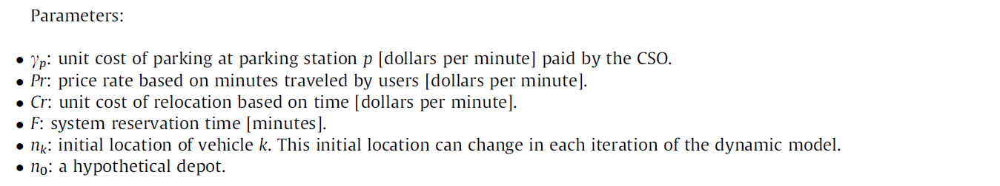 Parameters:
• γp: unit cost of parking at parking station p [dollars per minute] paid by the CSO.
• Pr: price rate based on minutes traveled by users [dollars per minute].
• Cr: unit cost of relocation based on time [dollars per minute].
• F: system reservation time [minutes].
• nk: initial location of vehicle k. This initial location can change in each iteration of the dynamic model.
• n0: a hypothetical depot.